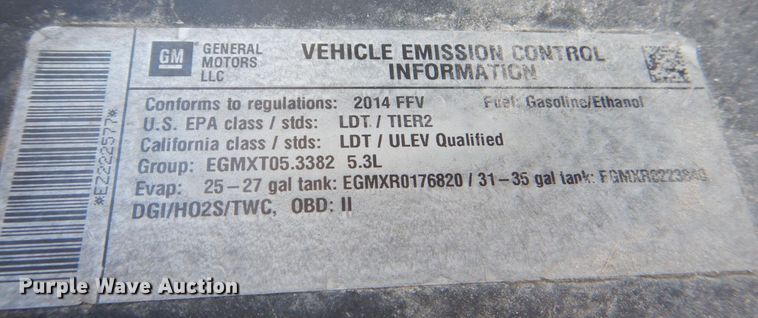 GM GENERAL MOTORS LLC
VEHICLE EMISSION CONTROL INFORMATION
Conforms to regulations: 2014 FFV Fuel: Gasoline/Ethanol
U.S. EPA class / stds: LDT / TIER2
California class / stds: LDT / ULEV Qualified
Group: EGMXT05.3382 5.3L
Evap: 25-27 gal tank: EGMXR0176820 / 31-35 gal tank:
DGI/HO2S/TWC, OBD: II
*EZ222577*
Purple Wave Auction